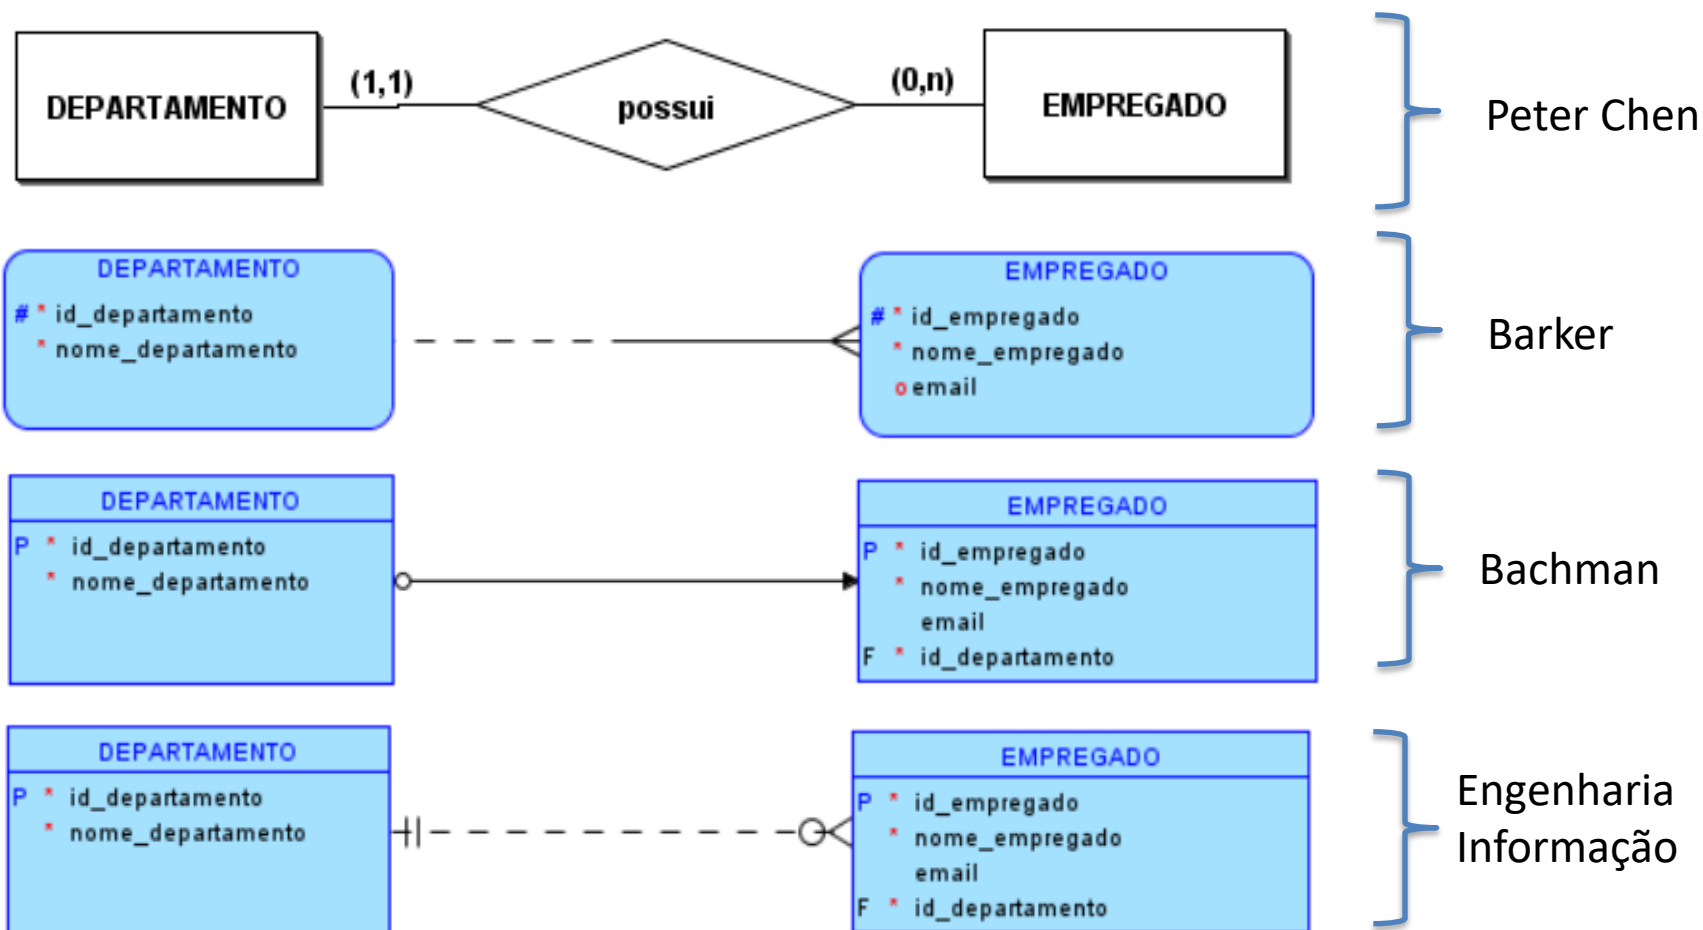 DEPARTAMENTO
(1,1)
possui
(0,n)
EMPREGADO
Peter Chen
DEPARTAMENTO
# * id_departamento
* nome_departamento
EMPREGADO
# * id_empregado
* nome_empregado
o email
Barker
DEPARTAMENTO
P * id_departamento
* nome_departamento
EMPREGADO
P * id_empregado
* nome_empregado
email
F * id_departamento
Bachman
DEPARTAMENTO
P * id_departamento
* nome_departamento
EMPREGADO
P * id_empregado
* nome_empregado
email
F * id_departamento
Engenharia
Informação